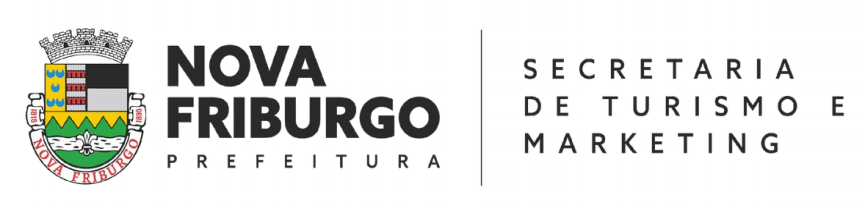 NOVA
FRIBURGO
PREFEITURA
1818
1890
NOVA FRIBURGO
SECRETARIA
DE TURISMO E
MARKETING